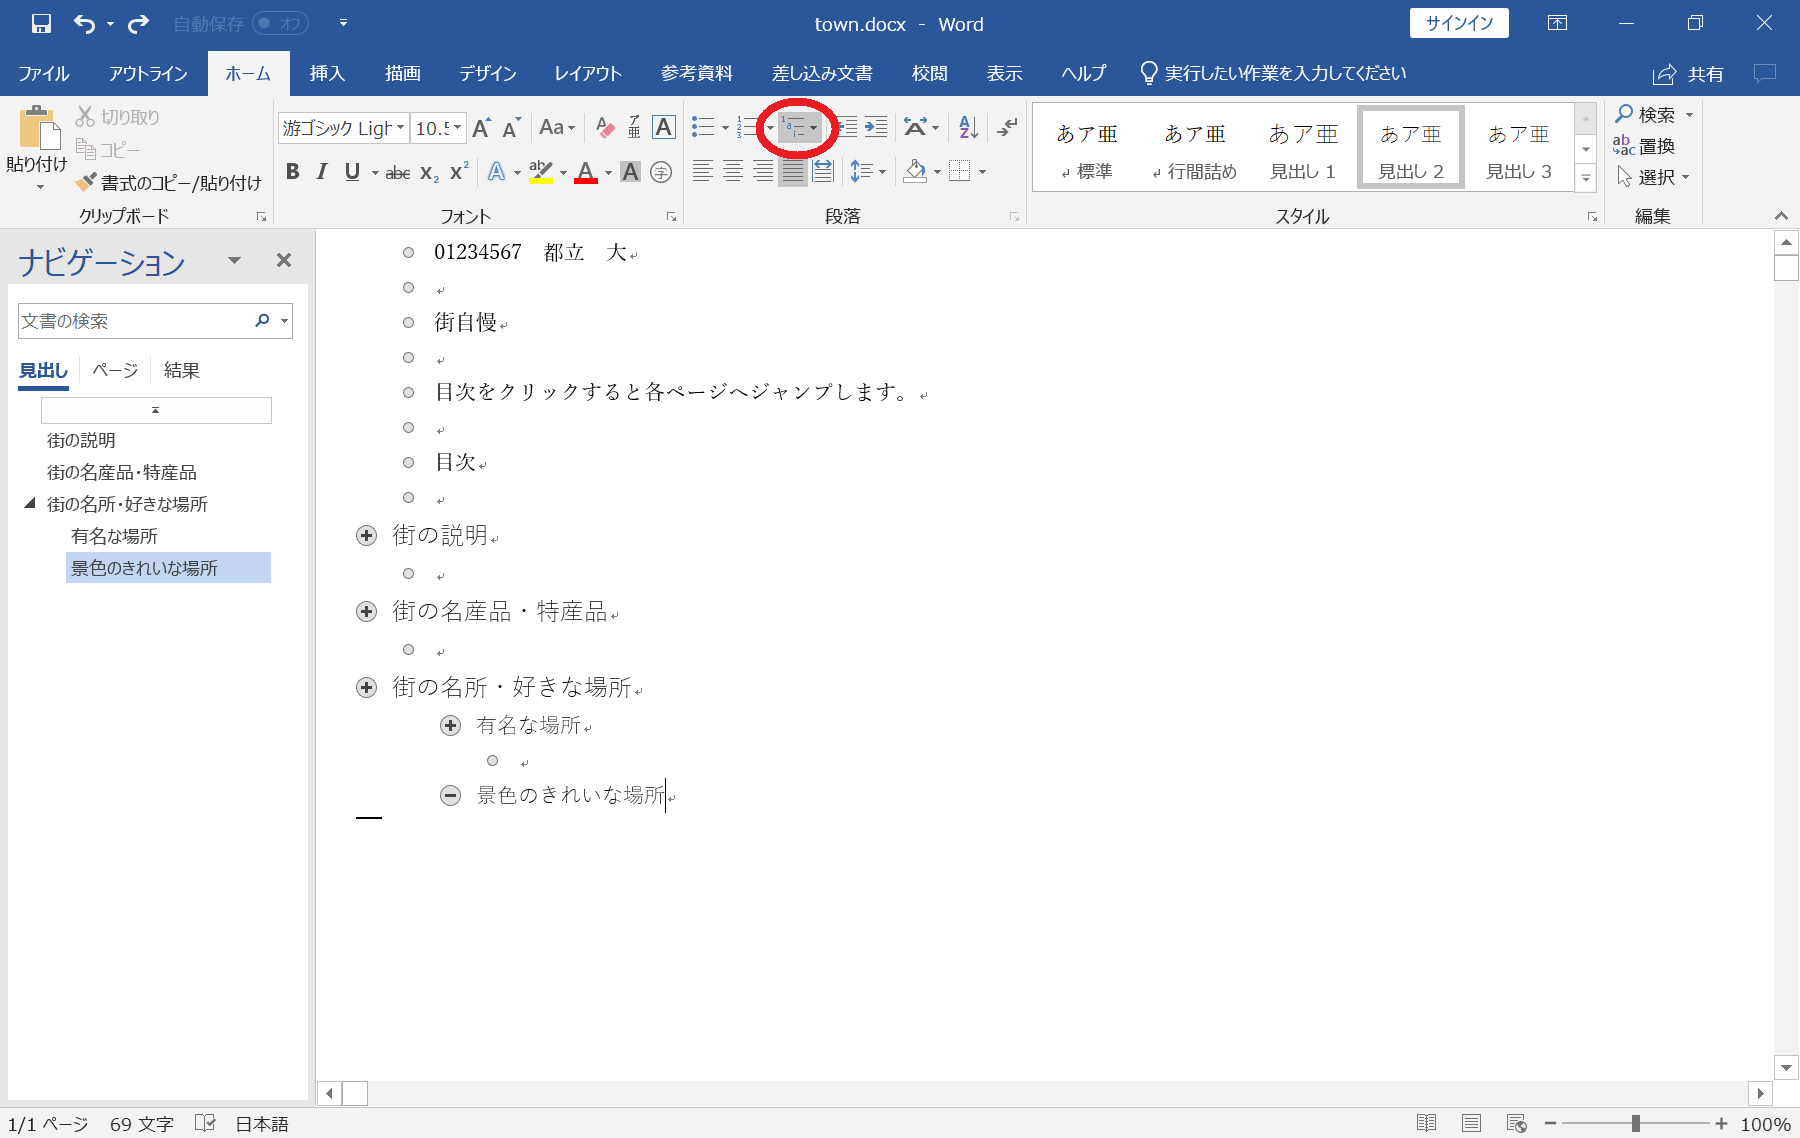 自動保存 オフ
town.docx - Word
サインイン
ファイル アウトライン ホーム 挿入 描画 デザイン レイアウト 参考資料 差し込み文書 校閲 表示 ヘルプ 実行したい作業を入力してください 共有
貼り付け
切り取り
コピー
書式のコピー/貼り付け
クリップボード
游ゴシック Ligh 10.5
フォント
段落
あア亜 あア亜 あア亜 あア亜 あア亜
↲ 標準 ↲ 行間詰め 見出し 1 見出し 2 見出し 3
スタイル
検索
置換
選択
編集
ナビゲーション
文書の検索
見出し ページ 結果
街の説明
街の名産品・特産品
街の名所・好きな場所
有名な場所
景色のきれいな場所
01234567 都立 大
街自慢
目次をクリックすると各ページへジャンプします。
目次
街の説明
街の名産品・特産品
街の名所・好きな場所
有名な場所
景色のきれいな場所
1/1 ページ 69 文字 日本語 100%